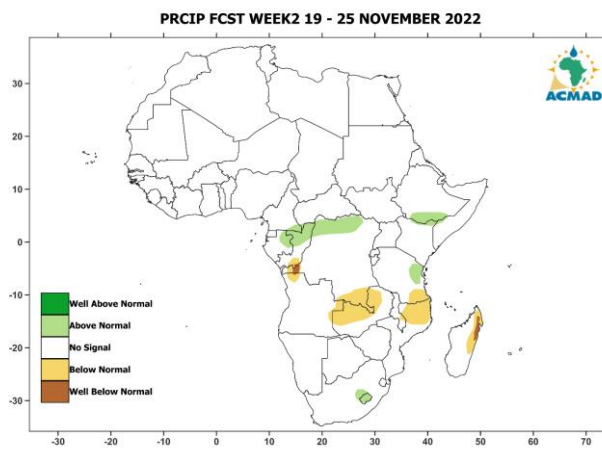 PRCIP FCST WEEK2 19 - 25 NOVEMBER 2022
ACMAD
30
20
10
0
-10
-20
-30
Well Above Normal
Above Normal
No Signal
Below Normal
Well Below Normal
-30 -20 -10 0 10 20 30 40 50 60 70